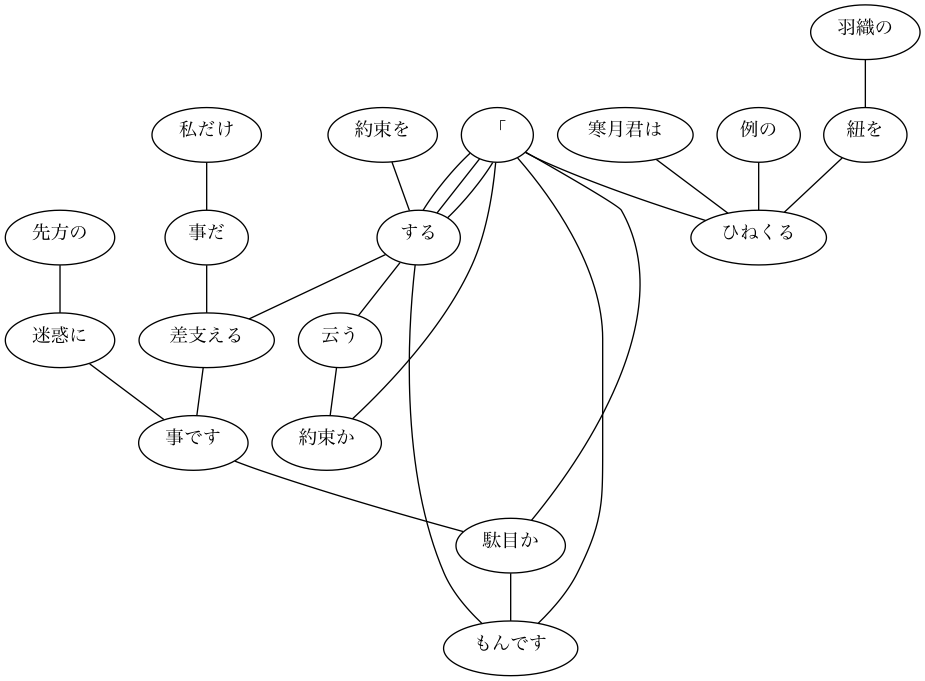 羽織の
私だけ
約束を
「
寒月君は
例の
紐を
先方の
事だ
する
ひねくる
迷惑に
差支える
云う
事です
約束か
駄目か
もんです